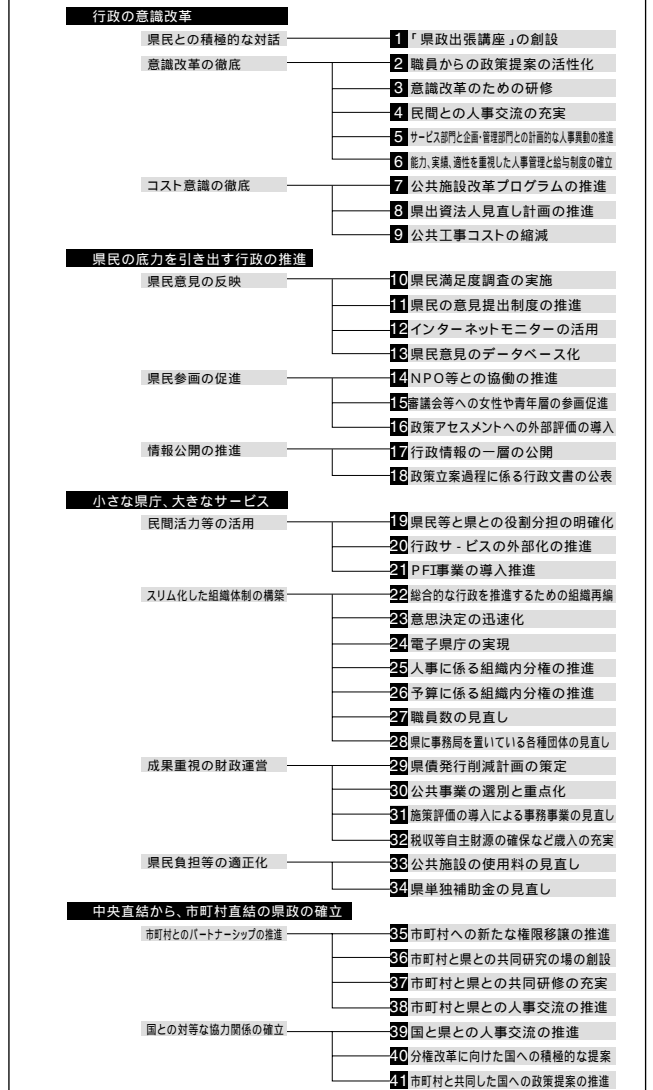 行政の意識改革
県民との積極的な対話
1 「県政出張講座」の創設
意識改革の徹底
2 職員からの政策提案の活性化
3 意識改革のための研修
4 民間との人事交流の充実
5 サービス部門と企画・管理部門との計画的な人事異動の推進
6 能力、実績、適性を重視した人事管理と給与制度の確立
コスト意識の徹底
7 公共施設改革プログラムの推進
8 県出資法人見直し計画の推進
9 公共工事コストの縮減
県民の底力を引き出す行政の推進
県民意見の反映
10 県民満足度調査の実施
11 県民の意見提出制度の推進
12 インターネットモニターの活用
13 県民意見のデータベース化
県民参画の促進
14 NPO等との協働の推進
15 審議会等への女性や青年層の参画促進
16 政策アセスメントへの外部評価の導入
情報公開の推進
17 行政情報の一層の公開
18 政策立案過程に係る行政文書の公表
小さな県庁、大きなサービス
民間活力等の活用
19 県民等と県との役割分担の明確化
20 行政サ-ビスの外部化の推進
21 PFI事業の導入推進
スリム化した組織体制の構築
22 総合的な行政を推進するための組織再編
23 意思決定の迅速化
24 電子県庁の実現
25 人事に係る組織内分権の推進
26 予算に係る組織内分権の推進
27 職員数の見直し
28 県に事務局を置いている各種団体の見直し
成果重視の財政運営
29 県債発行削減計画の策定
30 公共事業の選別と重点化
31 施策評価の導入による事務事業の見直し
32 税収等自主財源の確保など歳入の充実
県民負担等の適正化
33 公共施設の使用料の見直し
34 県単独補助金の見直し
中央直結から、市町村直結の県政の確立
市町村とのパートナーシップの推進
35 市町村への新たな権限移譲の推進
36 市町村と県との共同研究の場の創設
37 市町村と県との共同研修の充実
38 市町村と県との人事交流の推進
国との対等な協力関係の確立
39 国と県との人事交流の推進
40 分権改革に向けた国への積極的な提案
41 市町村と共同した国への政策提案の推進